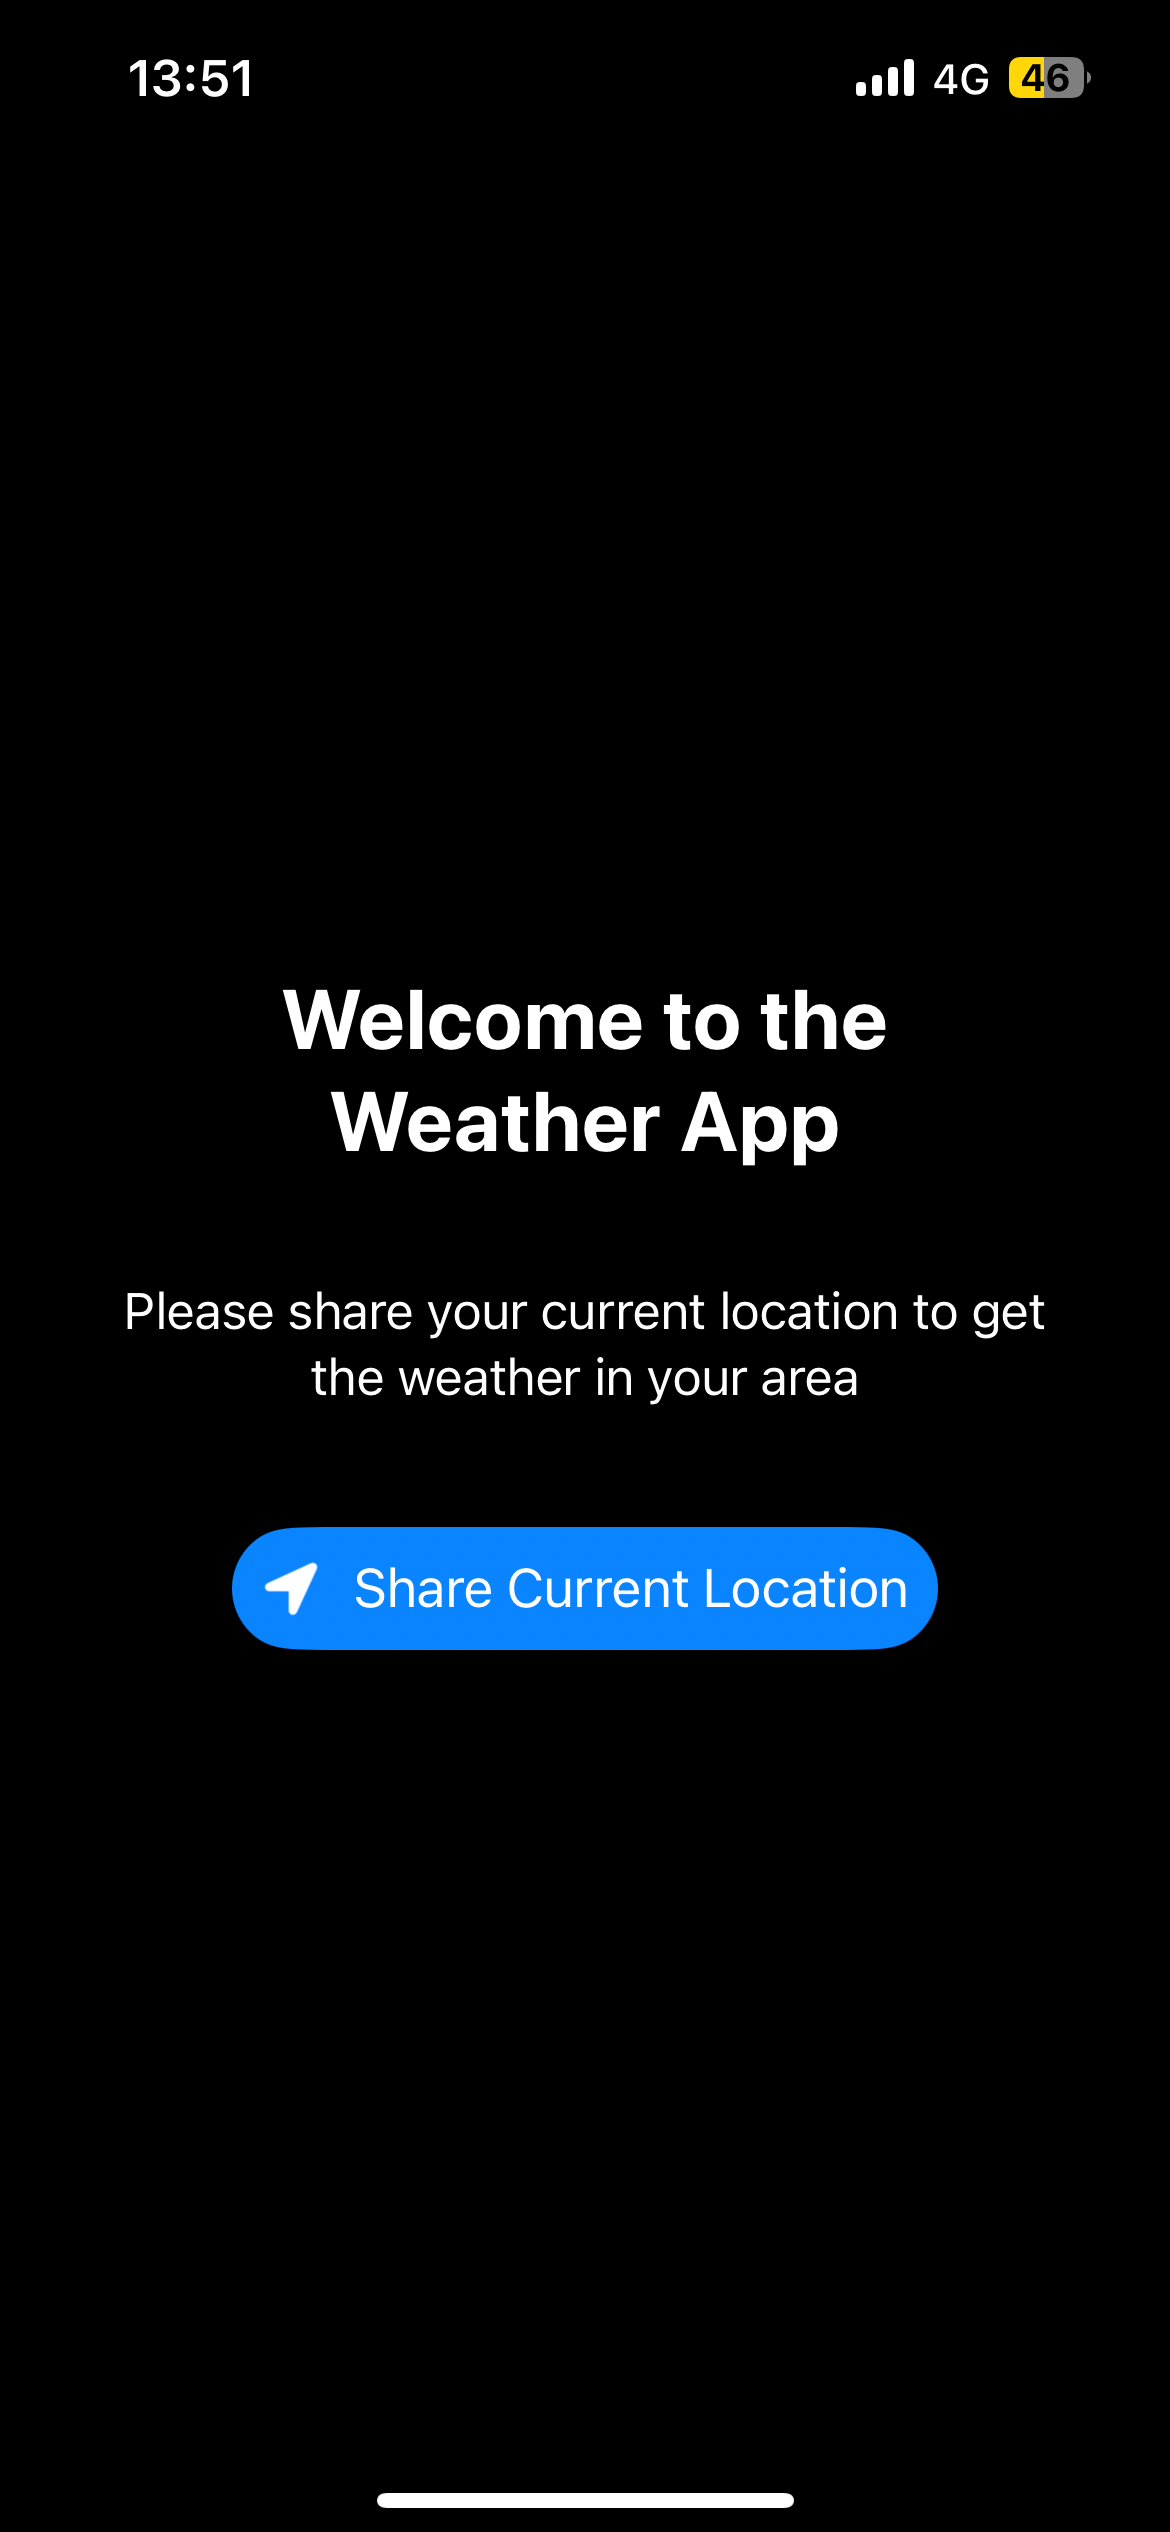 13:51 4G 46
Welcome to the
Weather App
Please share your current location to get
the weather in your area
Share Current Location